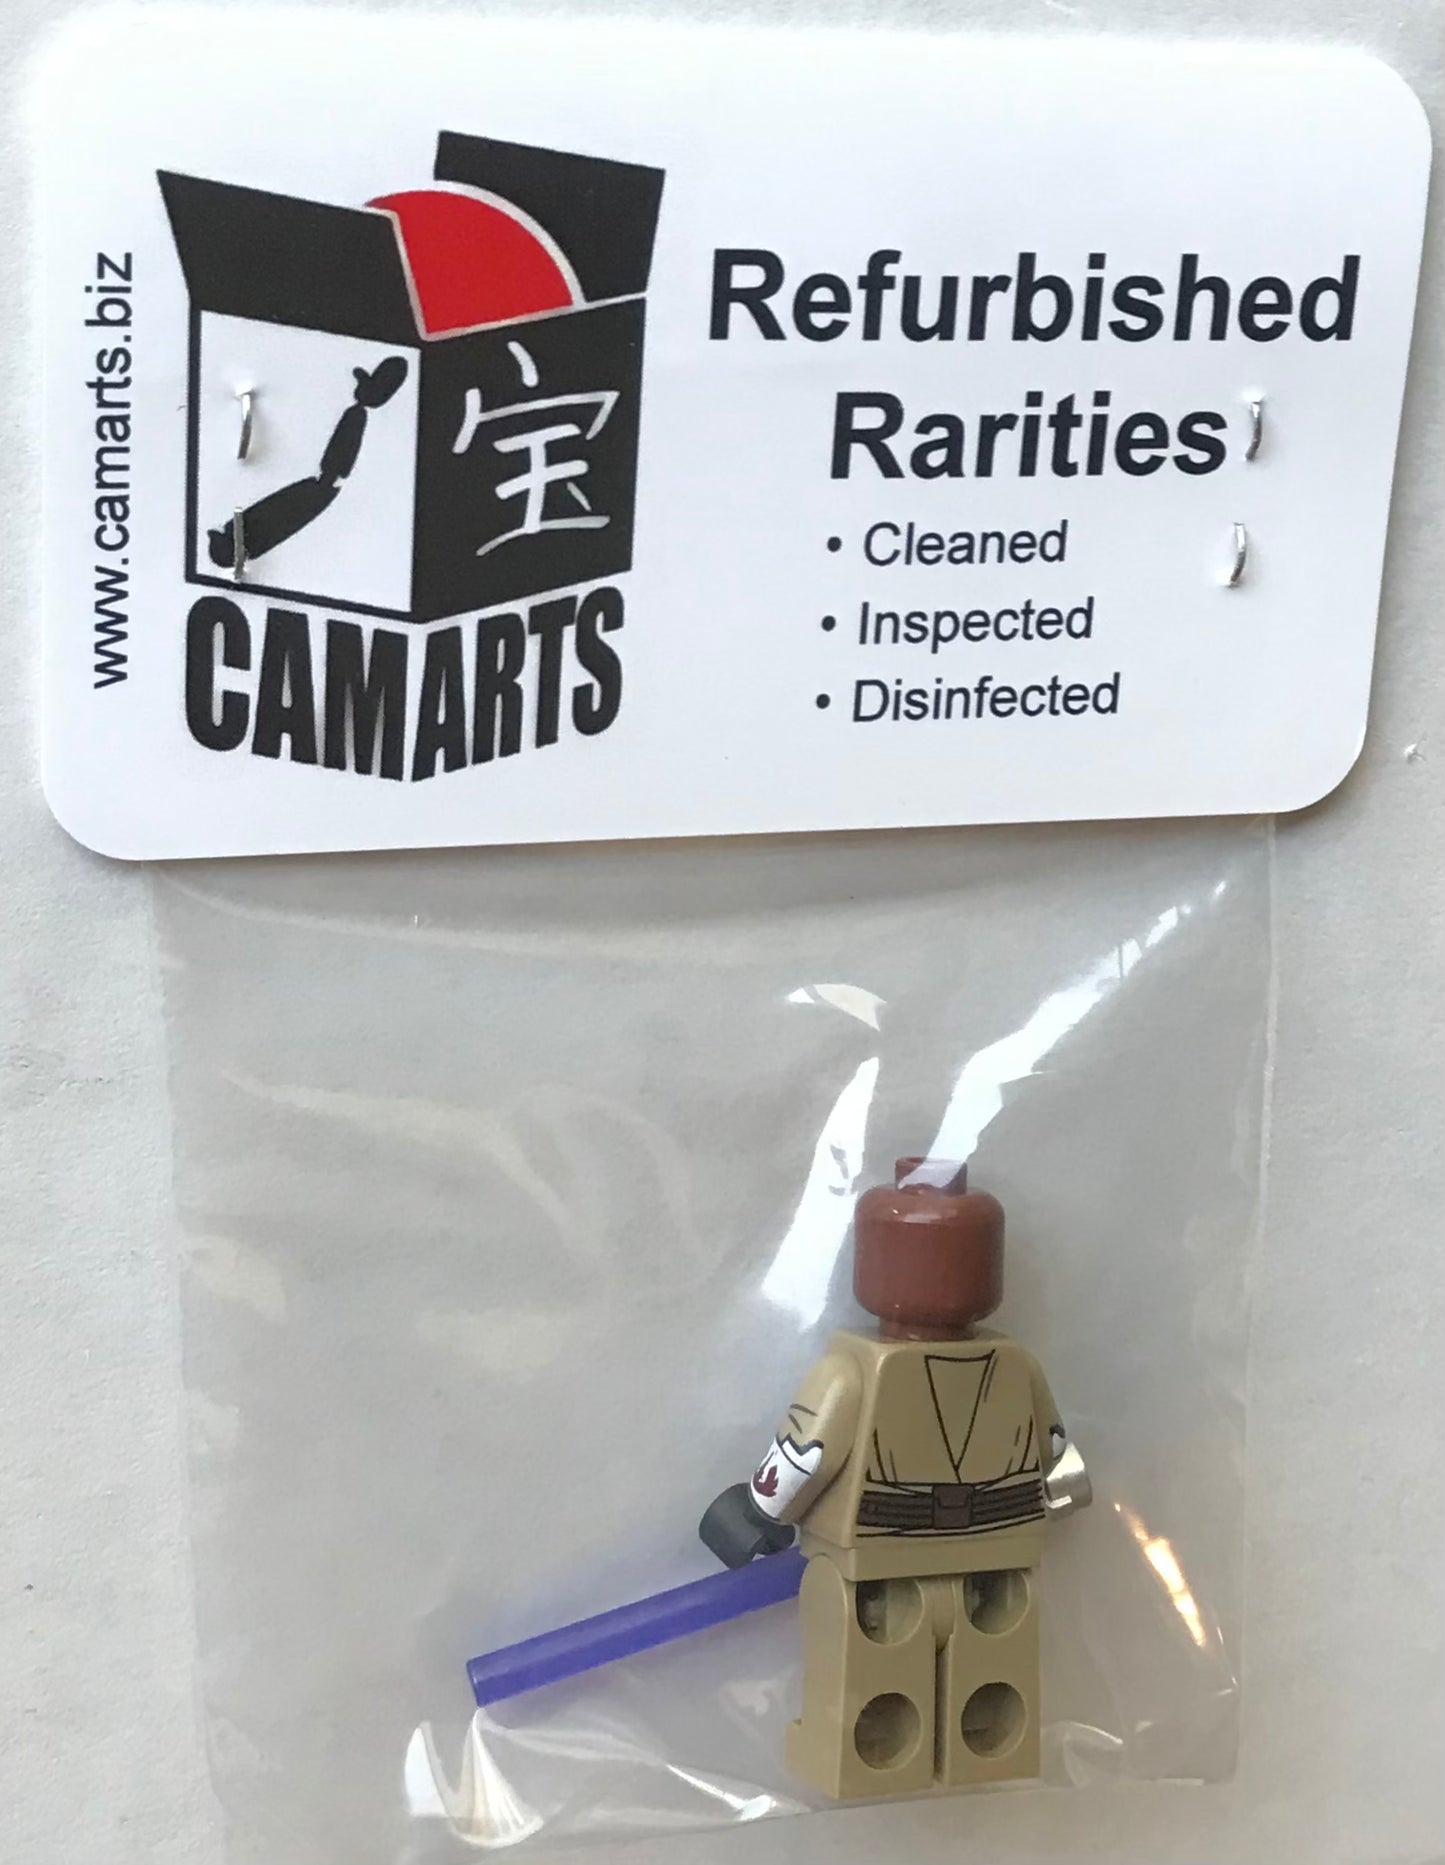 www.camarts.biz
宝
CAMARTS
Refurbished
Rarities
• Cleaned
• Inspected
• Disinfected